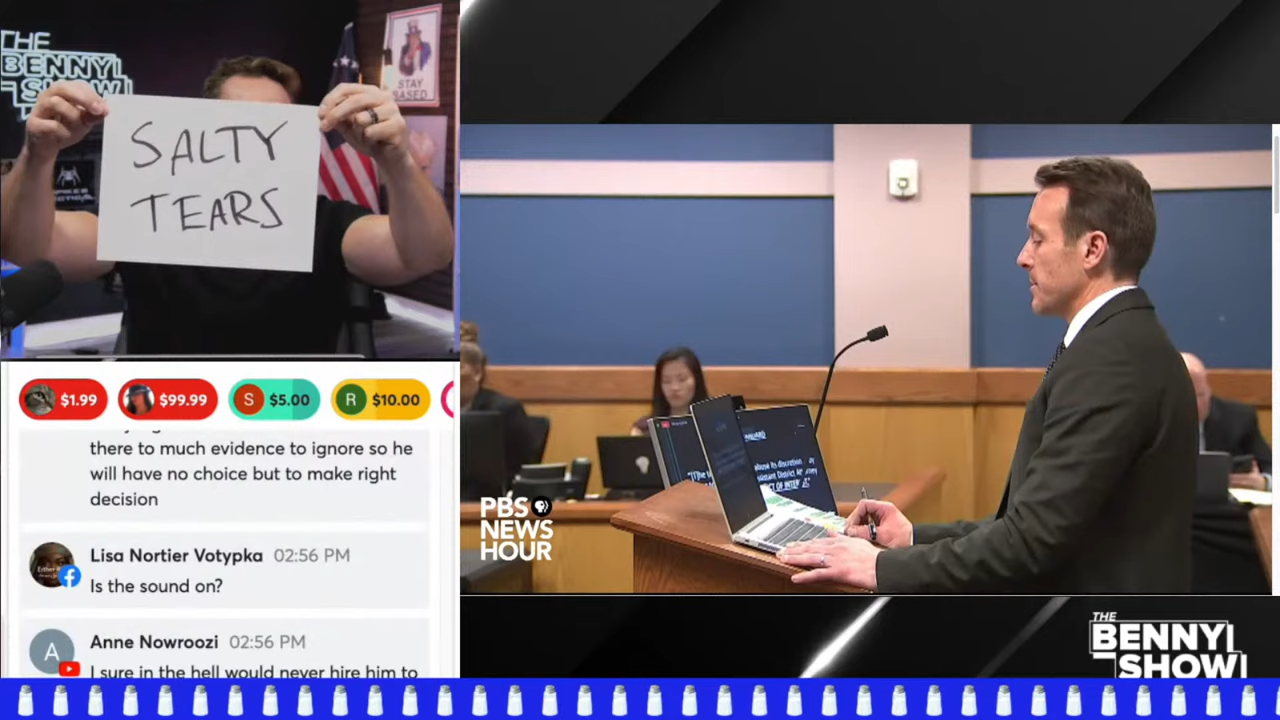 THE
BENNY
SHOW
STAY
BASED
SALTY
TEARS
$1.99
$99.99
S
$5.00
R
$10.00
there to much evidence to ignore so he
will have no choice but to make right
decision
Lisa Nortier Votypka 02:56 PM
Is the sound on?
A
Anne Nowroozi 02:56 PM
I sure in the hell would never hire him to
PBS
NEWS
HOUR
THE
BENNY
SHOW